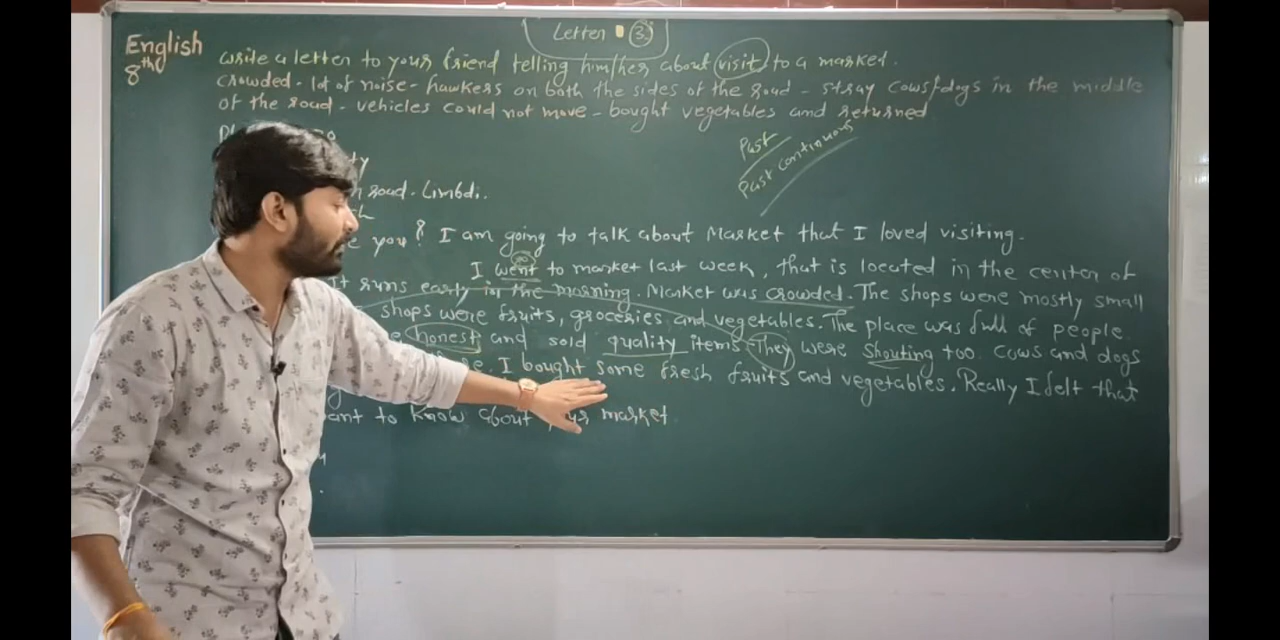 Letter 3
English
8th
write a letter to your friend telling him/her about visit to a market.
crowded - lot of noise - hawkers on both the sides of the road - stray cows/dogs in the middle
of the road - vehicles could not move - bought vegetables and returned
Past
Past continuous
road - Limbdi.
you? I am going to talk about Market that I loved visiting.
I went to market last week, that is located in the center of
It runs early in the morning. Market was crowded. The shops were mostly small
shops were fruits, groceries and vegetables. The place was full of people.
honest and sold quality items. They were shouting too. cows and dogs
I bought some fresh fruits and vegetables. Really I felt that
to know about market